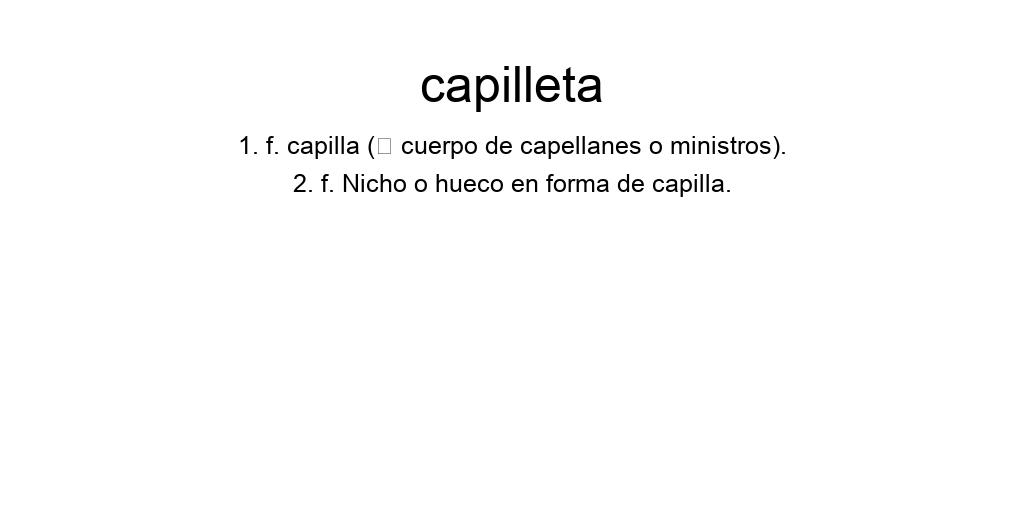 capilleta
1. f. capilla (□ cuerpo de capellanes o ministros).
2. f. Nicho o hueco en forma de capilla.